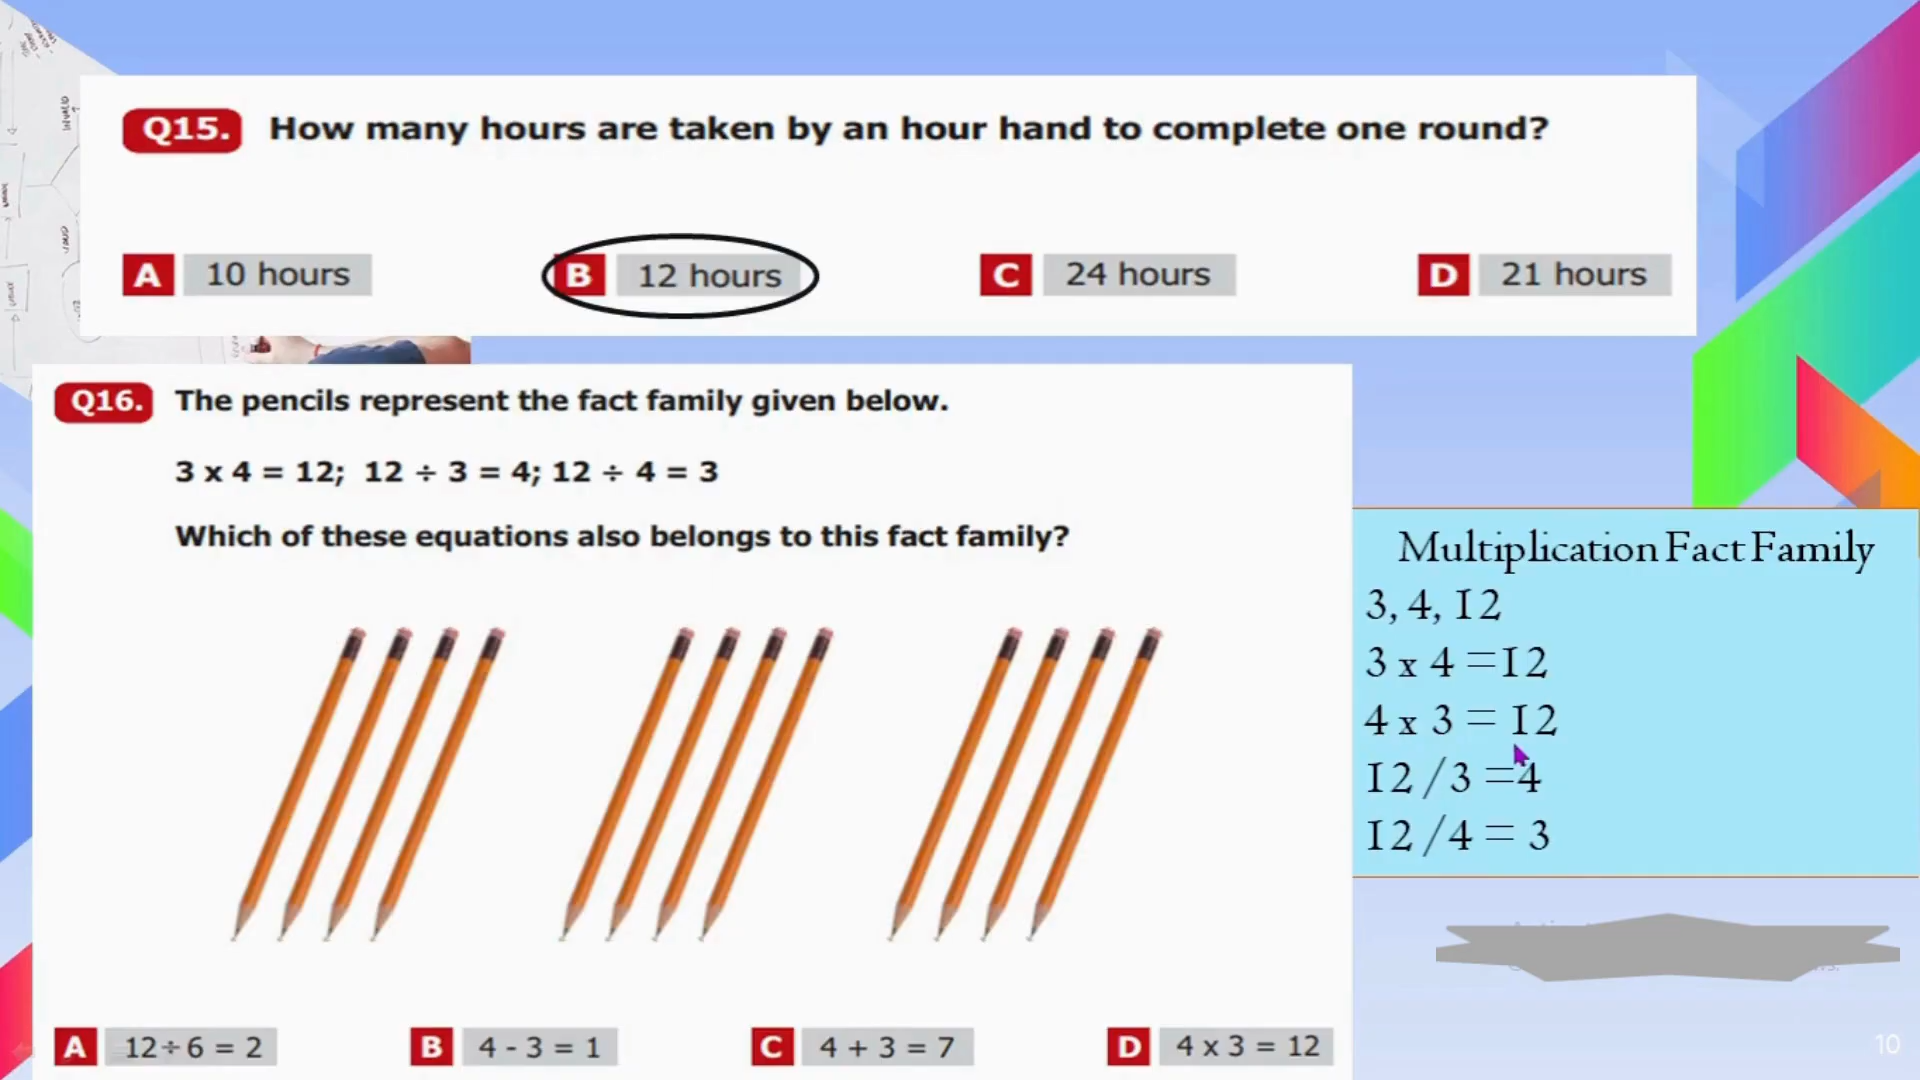 Q15. How many hours are taken by an hour hand to complete one round?
A 10 hours B 12 hours C 24 hours D 21 hours
Q16. The pencils represent the fact family given below.
3 x 4 = 12; 12 ÷ 3 = 4; 12 ÷ 4 = 3
Which of these equations also belongs to this fact family?
A 12÷ 6 = 2 B 4 - 3 = 1 C 4 + 3 = 7 D 4 x 3 = 12
Multiplication Fact Family
3, 4, 12
3 x 4 =12
4 x 3 = 12
12 /3 =4
12 /4 = 3
10